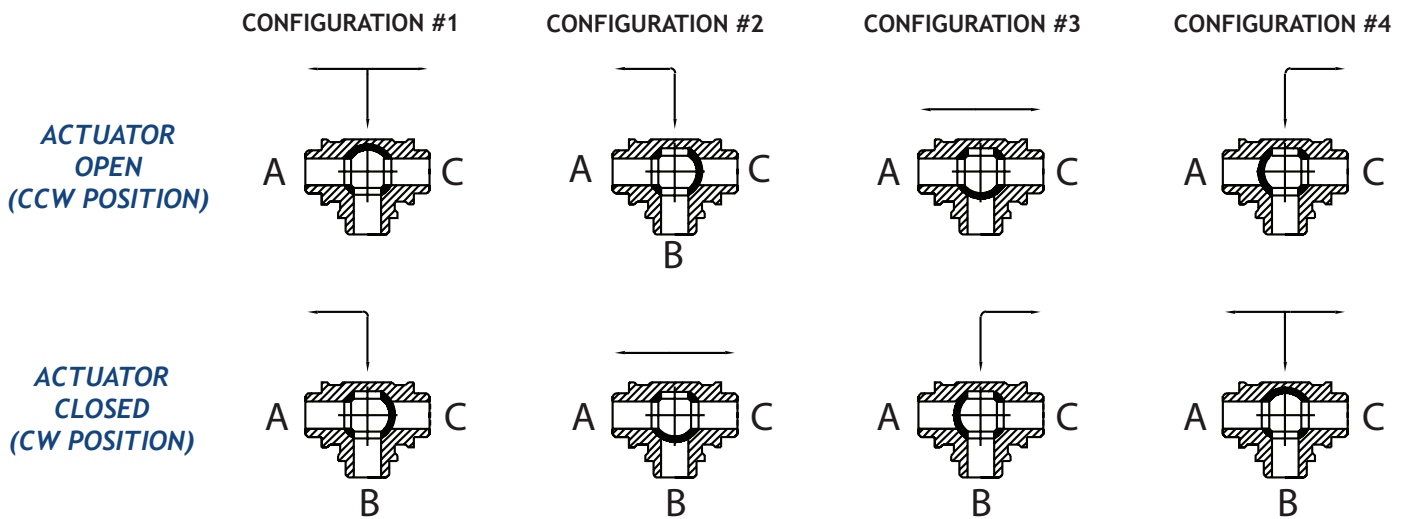 CONFIGURATION #1
CONFIGURATION #2
CONFIGURATION #3
CONFIGURATION #4
ACTUATOR
OPEN
(CCW POSITION)
A
C
A
C
B
A
C
A
C
ACTUATOR
CLOSED
(CW POSITION)
A
C
B
A
C
B
A
C
B
A
C
B